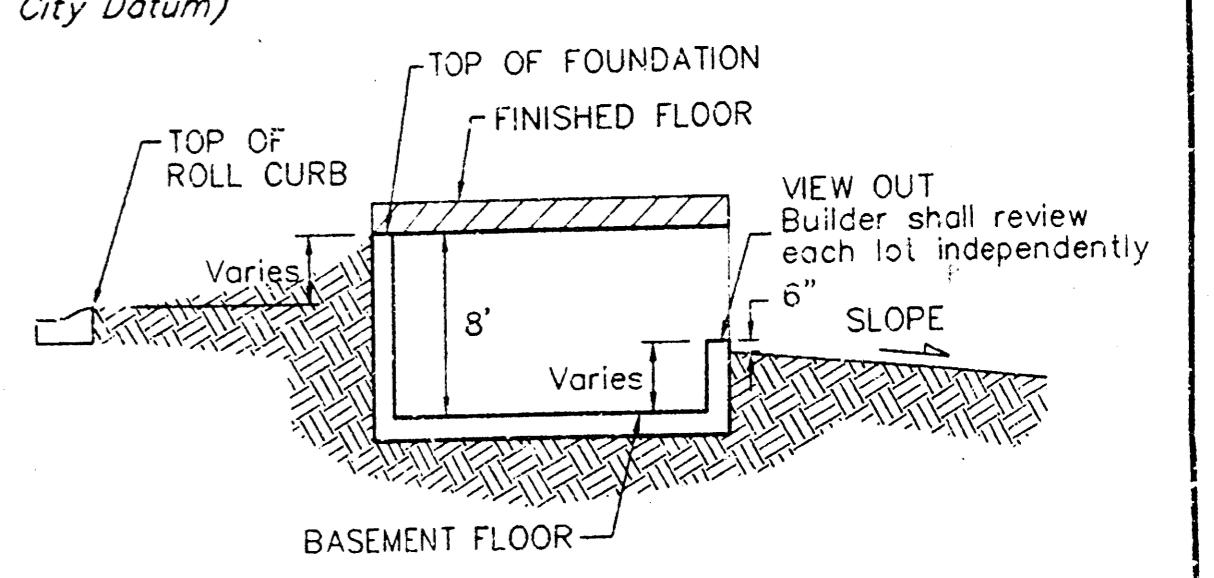 City Datum)
TOP OF FOUNDATION
FINISHED FLOOR
TOP OF
ROLL CURB
VIEW OUT
Builder shall review
each lot independently
Varies
6"
SLOPE
8'
Varies
BASEMENT FLOOR